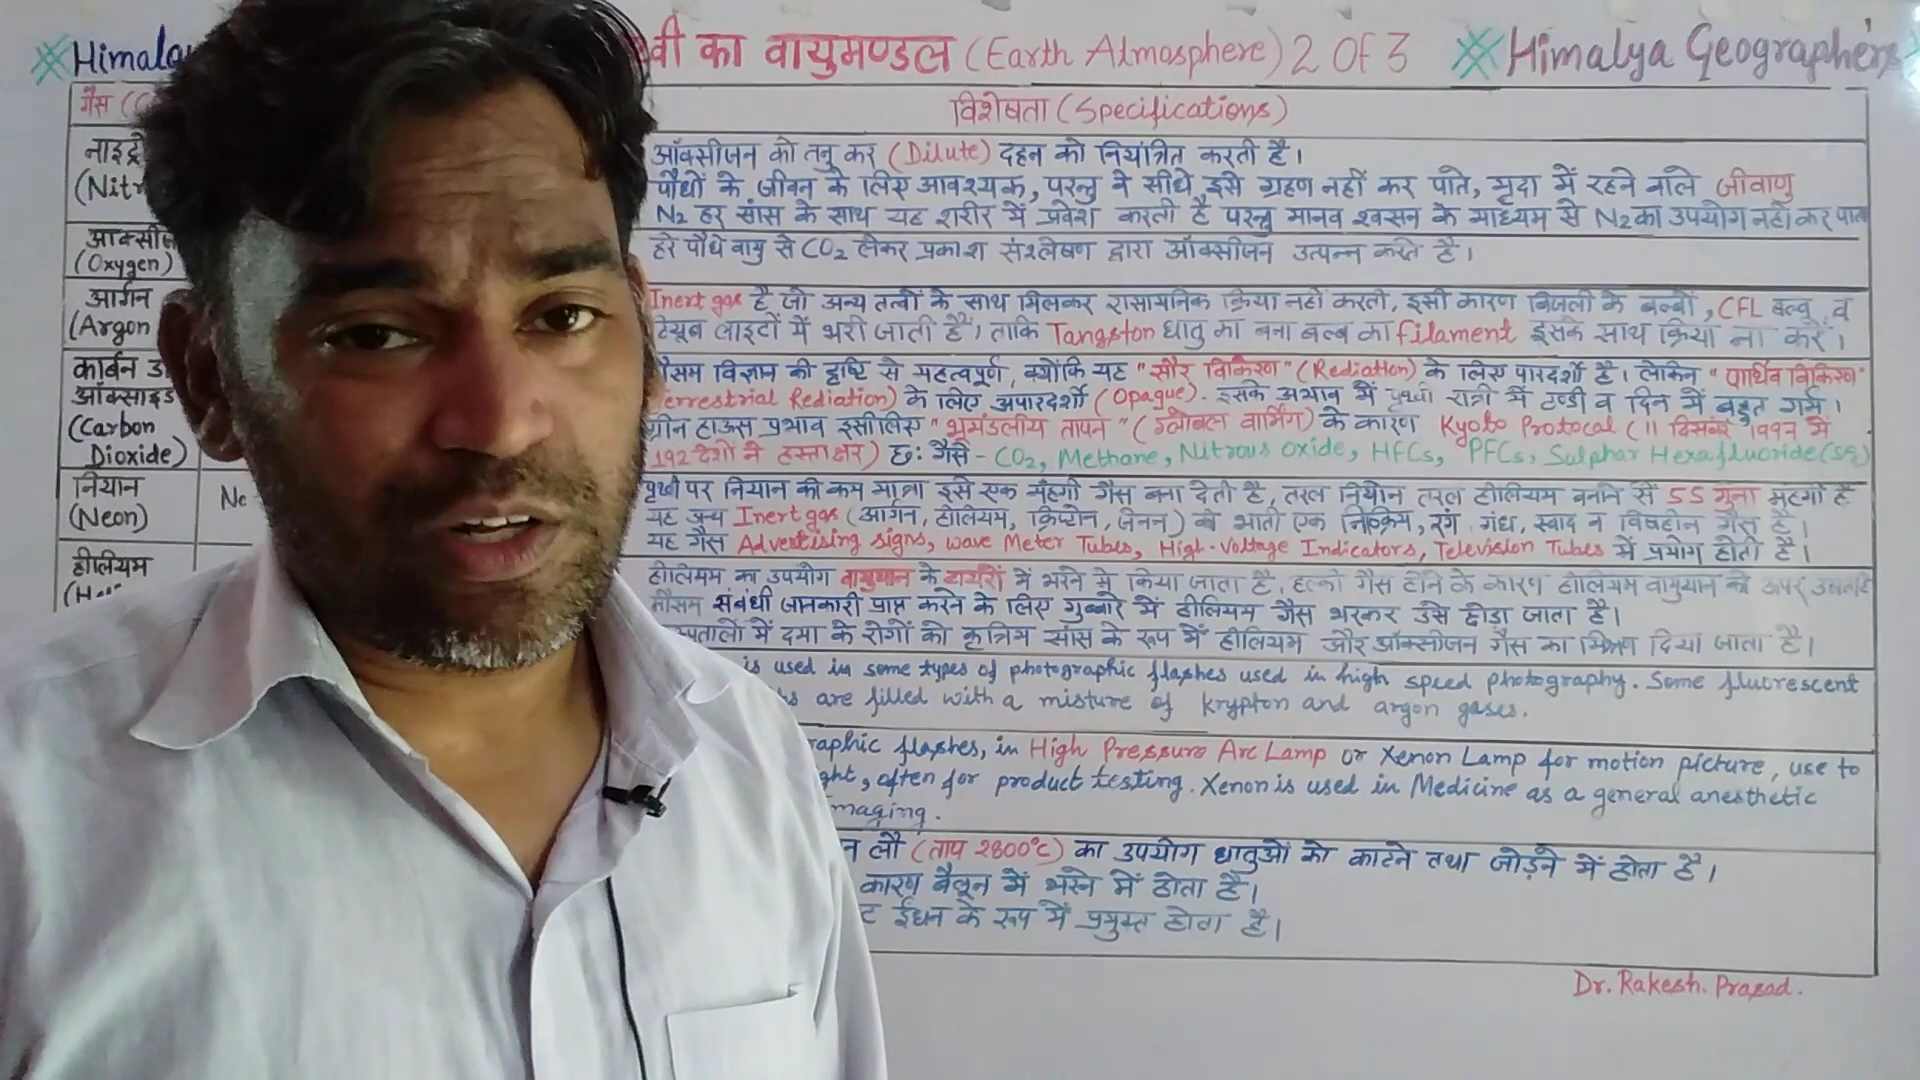 Himala वी का वायुमण्डल (Earth Atmosphere) 2 OF 3 Himalya Geographers
गैस विशेषता (Specifications)
नाइट्रो
(Nitr
ऑक्सीजन को तनु कर (Dilute) दहन को नियंत्रित करती है।
पौधों के जीवन के लिए आवश्यक, परन्तु वे सीधे इसे ग्रहण नहीं कर पाते, मृदा में रहने वाले जीवाणु
N₂ हर सांस के साथ यह शरीर में प्रवेश करती है परन्तु मानव श्वसन के माध्यम से N₂ का उपयोग नहीं कर पाता
आक्सीज
(Oxygen)
हरे पौधे वायु से CO₂ लेकर प्रकाश संश्लेषण द्वारा ऑक्सीजन उत्पन्न करते है।
आर्गन
(Argon
Inert gas है जो अन्य तत्वों के साथ मिलकर रासायनिक क्रिया नहीं करती, इसी कारण बिजली के बल्बों, CFL बल्ब, व
ट्यूब लाइटों में भरी जाती है, ताकि Tangston धातु का बना बल्ब का filament इसके साथ क्रिया ना करे।
कार्बन
ऑक्साइड
(Carbon
Dioxide)
मौसम विज्ञान की दृष्टि से महत्वपूर्ण, क्योंकि यह "सौर विकिरण" (Rediation) के लिए पारदर्शी है। लेकिन "पार्थिव विकिरण"
errestrial Rediation) के लिए अपारदर्शी (Opaque). इसके अभाव में पृथ्वी रात्री में ठण्डी व दिन में बहुत गर्म।
ग्रीन हाऊस प्रभाव इसीलिए "भूमंडलीय तापन" (ग्लोबल वार्मिंग) के कारण Kyoto Protocal (11 दिसम्बर 1997 में
192 देशों ने हस्ताक्षर) छः गैसें - CO₂, Methane, Nitrous Oxide, HFCs, PFCs, Sulphar Hexafluoride
नियान
(Neon)
Ne
पृथ्वी पर नियान की कम मात्रा इसे एक मंहगी गैस बना देती है, तरल नियोन तरल हीलियम बनाने से 55 गुना महंगी है
यह अन्य Inert gas (आर्गन, हीलियम, क्रिप्टोन, जिनन) की भांती एक निष्क्रिय, रंग, गंध, स्वाद व विषहीन गैस है।
यह गैस Advertising signs, wave Meter Tubes, High-voltage Indicators, Television Tubes में प्रयोग होती है।
हीलियम
हीलियम का उपयोग वायुयान के टायरों में भरने में किया जाता है, हल्की गैस होने के कारण हीलियम वायुयान को ऊपर
मौसम संबंधी जानकारी प्राप्त करने के लिए गुब्बारे में हीलियम गैस भरकर उसे छोड़ा जाता है।
स्पतालों में दमा के रोगों को कृत्रिम सांस के रूप में हीलियम और ऑक्सीजन गैस का मिश्रण दिया जाता है।
is used in some types of photographic flashes used in high speed photography. Some fluorescent
s are filled with a mixture of krypton and argon gases.
raphic flashes, in High Pressure Arc Lamp or Xenon Lamp for motion picture, use to
ght, often for product testing. Xenon is used in Medicine as a general anesthetic
imaging.
न लौ (ताप 2800°C) का उपयोग धातुओं को काटने तथा जोड़ने में होता है।
कारण बैलून में भरने में होता है।
ट ईंधन के रूप में प्रयुक्त होता है।
Dr. Rakesh. Prasad.